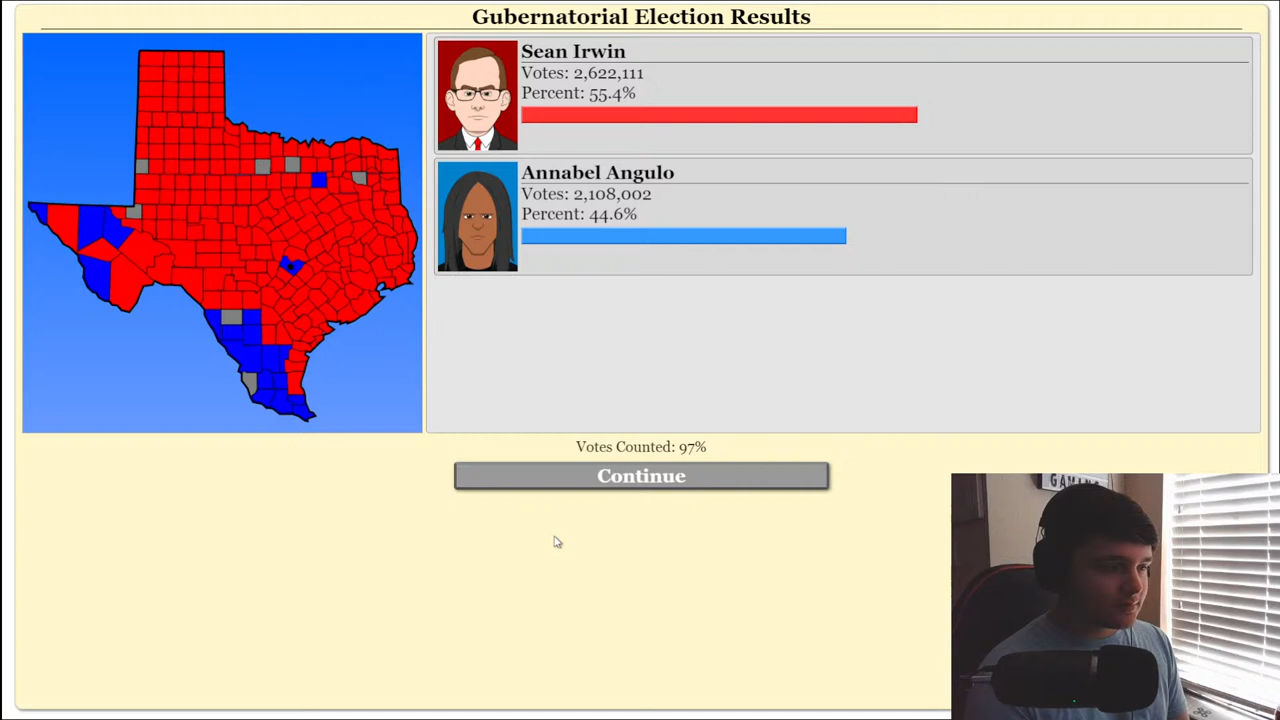 Gubernatorial Election Results
Sean Irwin
Votes: 2,622,111
Percent: 55.4%
Annabel Angulo
Votes: 2,108,002
Percent: 44.6%
Votes Counted: 97%
Continue
GAMING